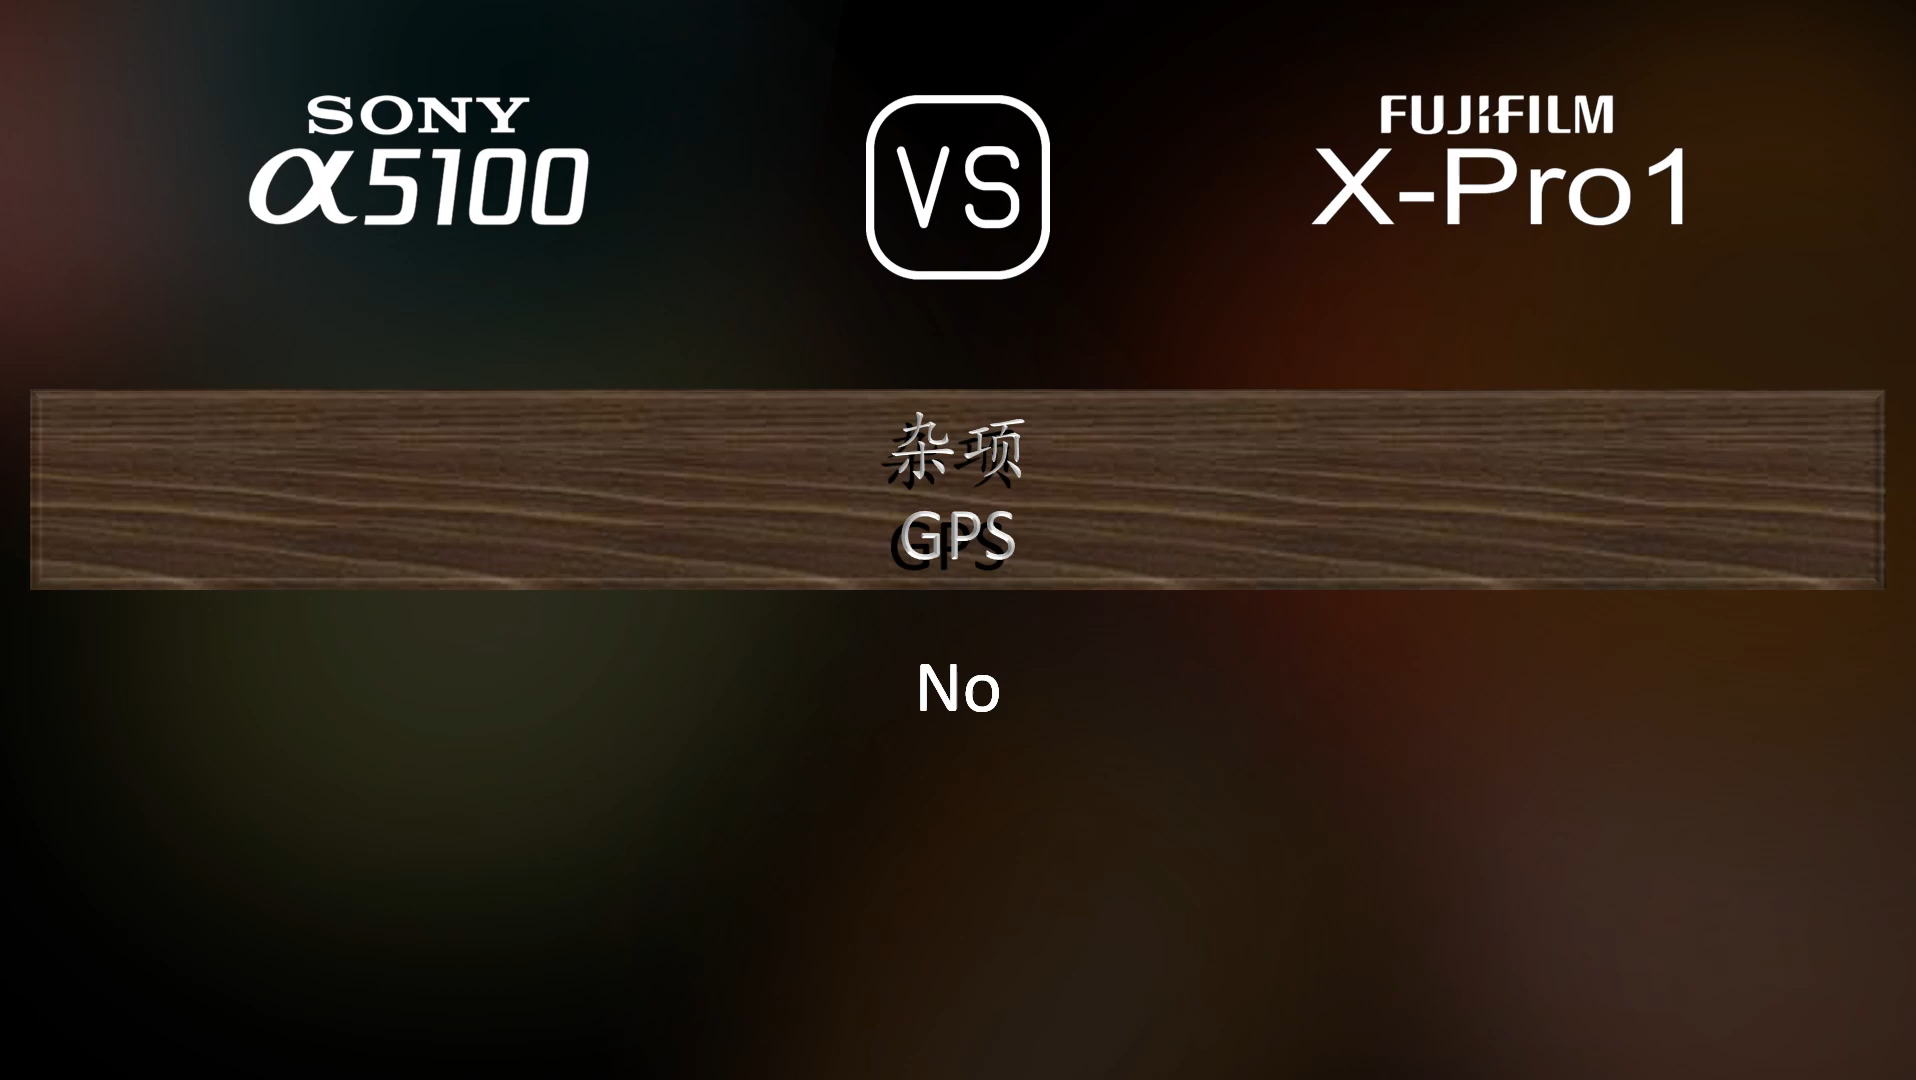 SONY
α5100
VS
FUJIFILM
X-Pro1
杂项
GPS
No